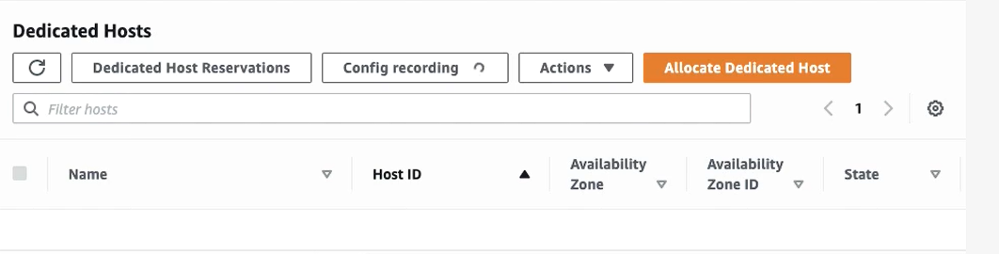 Dedicated Hosts
Dedicated Host Reservations
Config recording
Actions
Allocate Dedicated Host
Filter hosts
1
Name
Host ID
Availability
Zone
Availability
Zone ID
State